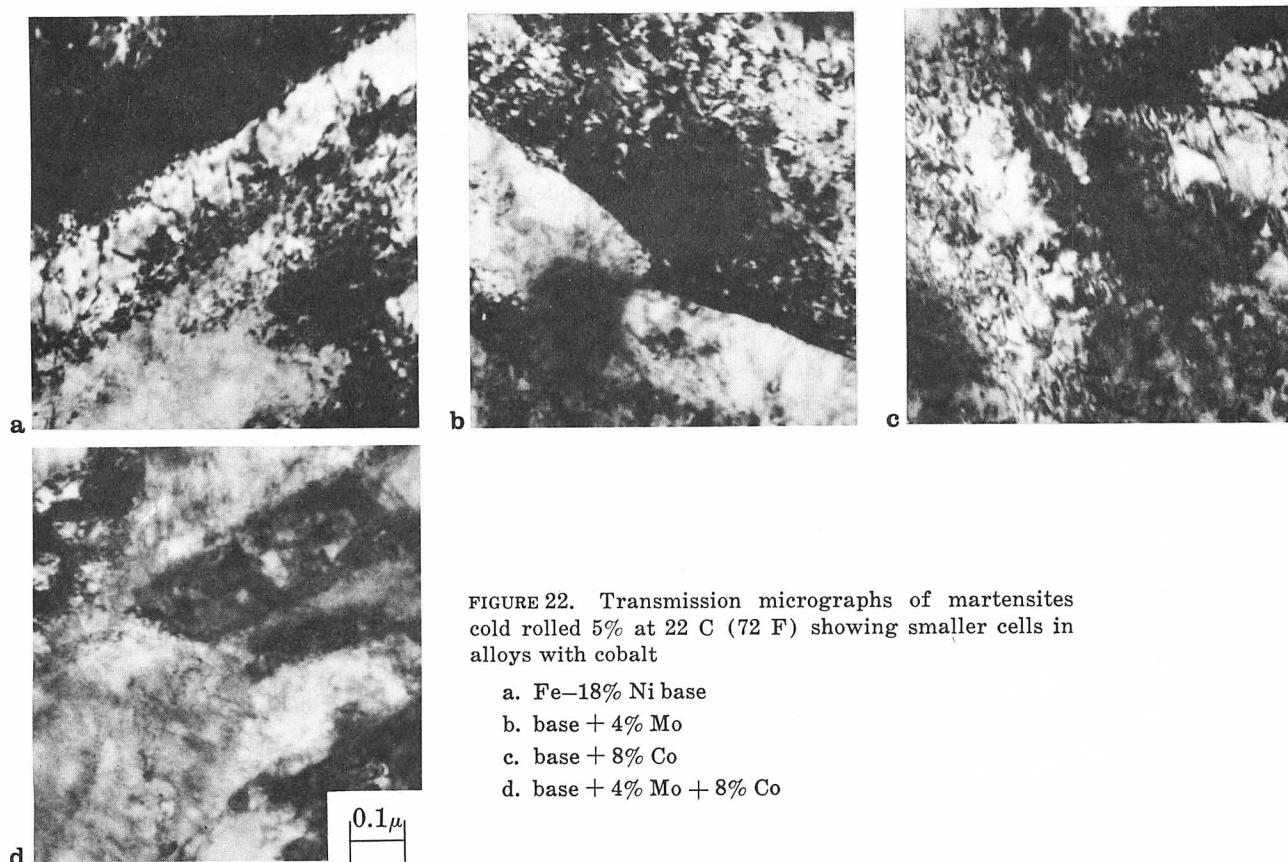 a
b
c
d
0.1μ
FIGURE 22. Transmission micrographs of martensites
cold rolled 5% at 22 C (72 F) showing smaller cells in
alloys with cobalt
a. Fe–18% Ni base
b. base + 4% Mo
c. base + 8% Co
d. base + 4% Mo + 8% Co